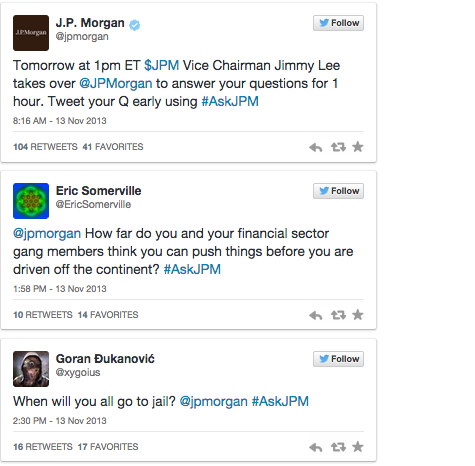 J.P.Morgan
J.P. Morgan
@jpmorgan
Follow
Tomorrow at 1pm ET $JPM Vice Chairman Jimmy Lee
takes over @JPMorgan to answer your questions for 1
hour. Tweet your Q early using #AskJPM
8:16 AM - 13 Nov 2013
104 RETWEETS 41 FAVORITES
Eric Somerville
@EricSomerville
Follow
@jpmorgan How far do you and your financial sector
gang members think you can push things before you are
driven off the continent? #AskJPM
1:58 PM - 13 Nov 2013
10 RETWEETS 14 FAVORITES
Goran Đukanović
@xygoius
Follow
When will you all go to jail? @jpmorgan #AskJPM
2:30 PM - 13 Nov 2013
16 RETWEETS 17 FAVORITES